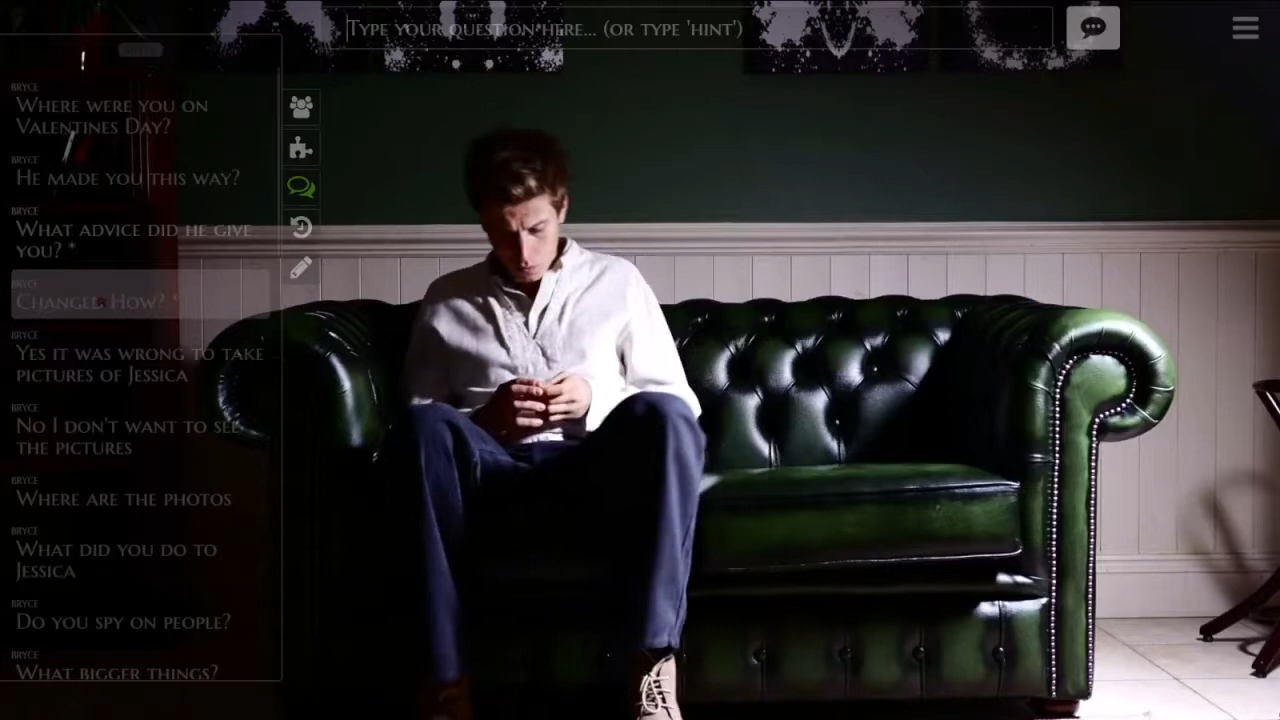 Type your question here... (or type 'hint')
BRYCE
Where were you on
Valentines Day?
BRYCE
He made you this way?
BRYCE
What advice did he give
you? *
BRYCE
Changed How? *
BRYCE
Yes it was wrong to take
pictures of Jessica
BRYCE
No I don't want to see
the pictures
BRYCE
Where are the photos
BRYCE
What did you do to
Jessica
BRYCE
Do you spy on people?
BRYCE
What bigger things?